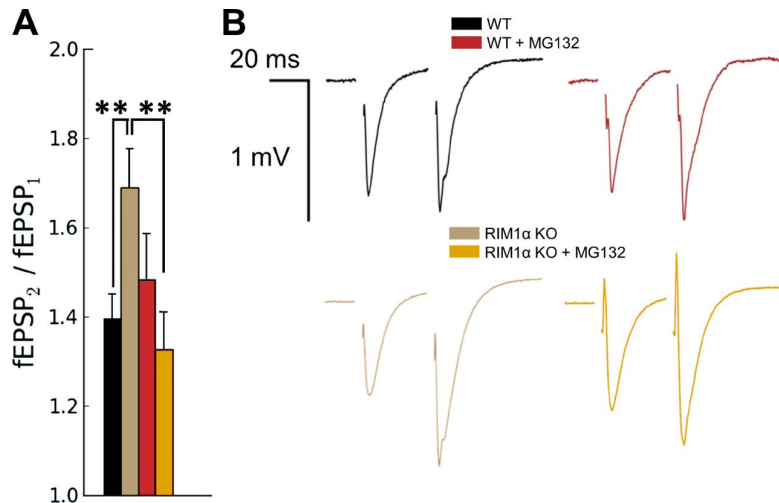 A
2.0
1.8
1.6
1.4
1.2
1.0
fEPSP2 / fEPSP1
** **
B
20 ms
1 mV
WT
WT + MG132
RIM1α KO
RIM1α KO + MG132